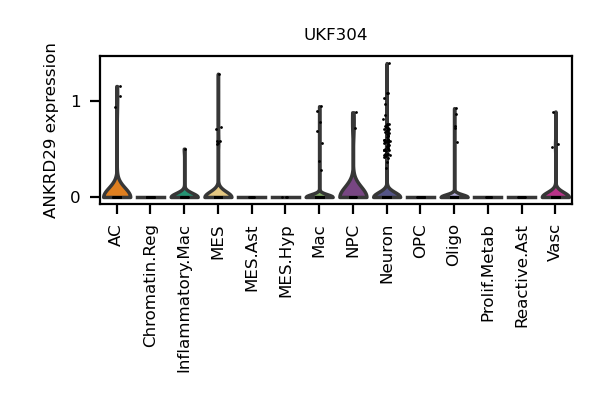 UKF304
ANKRD29 expression
1
0
AC
Chromatin.Reg
Inflammatory.Mac
MES
MES.Ast
MES.Hyp
Mac
NPC
Neuron
OPC
Oligo
Prolif.Metab
Reactive.Ast
Vasc